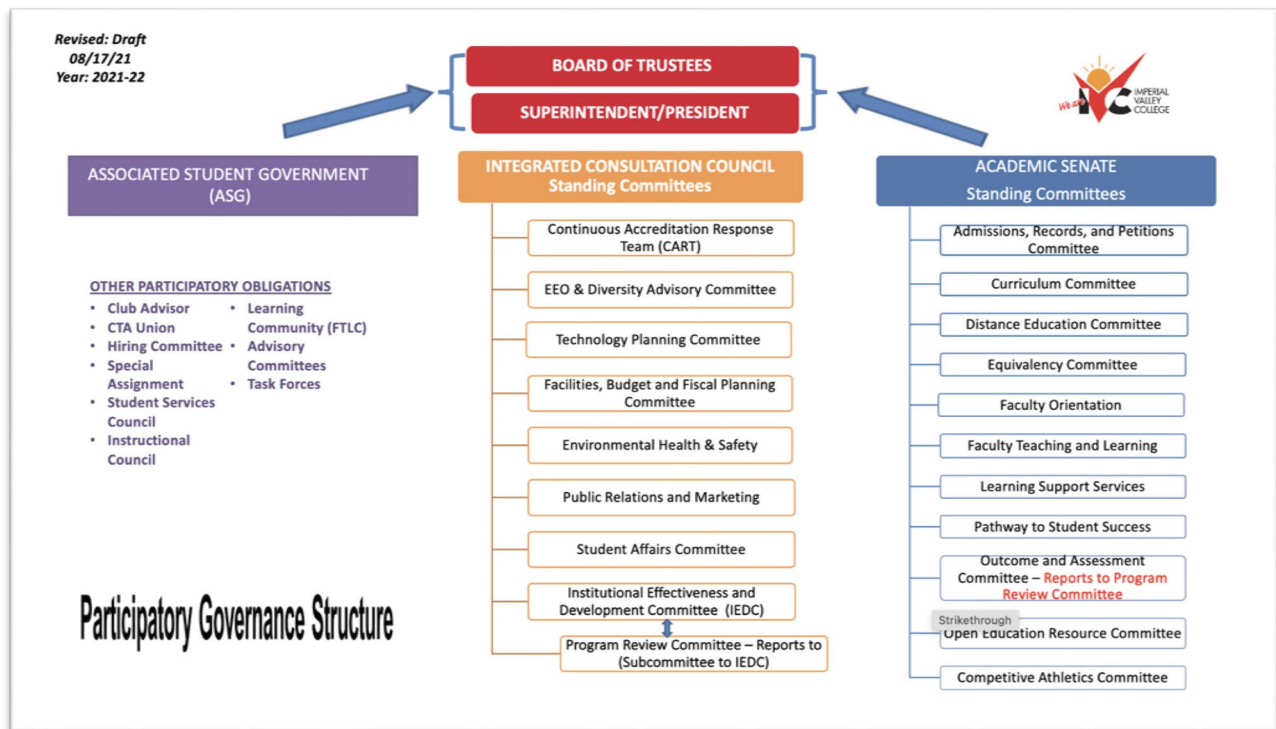 Revised: Draft
08/17/21
Year: 2021-22
BOARD OF TRUSTEES
SUPERINTENDENT/PRESIDENT
We are
IVC
IMPERIAL
VALLEY
COLLEGE
ASSOCIATED STUDENT GOVERNMENT
(ASG)
OTHER PARTICIPATORY OBLIGATIONS
• Club Advisor
• CTA Union
• Hiring Committee
• Special
Assignment
• Student Services
Council
• Instructional
Council
• Learning
Community (FTLC)
• Advisory
Committees
• Task Forces
Participatory Governance Structure
INTEGRATED CONSULTATION COUNCIL
Standing Committees
Continuous Accreditation Response
Team (CART)
EEO & Diversity Advisory Committee
Technology Planning Committee
Facilities, Budget and Fiscal Planning
Committee
Environmental Health & Safety
Public Relations and Marketing
Student Affairs Committee
Institutional Effectiveness and
Development Committee (IEDC)
Program Review Committee – Reports to
(Subcommittee to IEDC)
ACADEMIC SENATE
Standing Committees
Admissions, Records, and Petitions
Committee
Curriculum Committee
Distance Education Committee
Equivalency Committee
Faculty Orientation
Faculty Teaching and Learning
Learning Support Services
Pathway to Student Success
Outcome and Assessment
Committee – Reports to Program
Review Committee
Strikethrough
Open Education Resource Committee
Competitive Athletics Committee